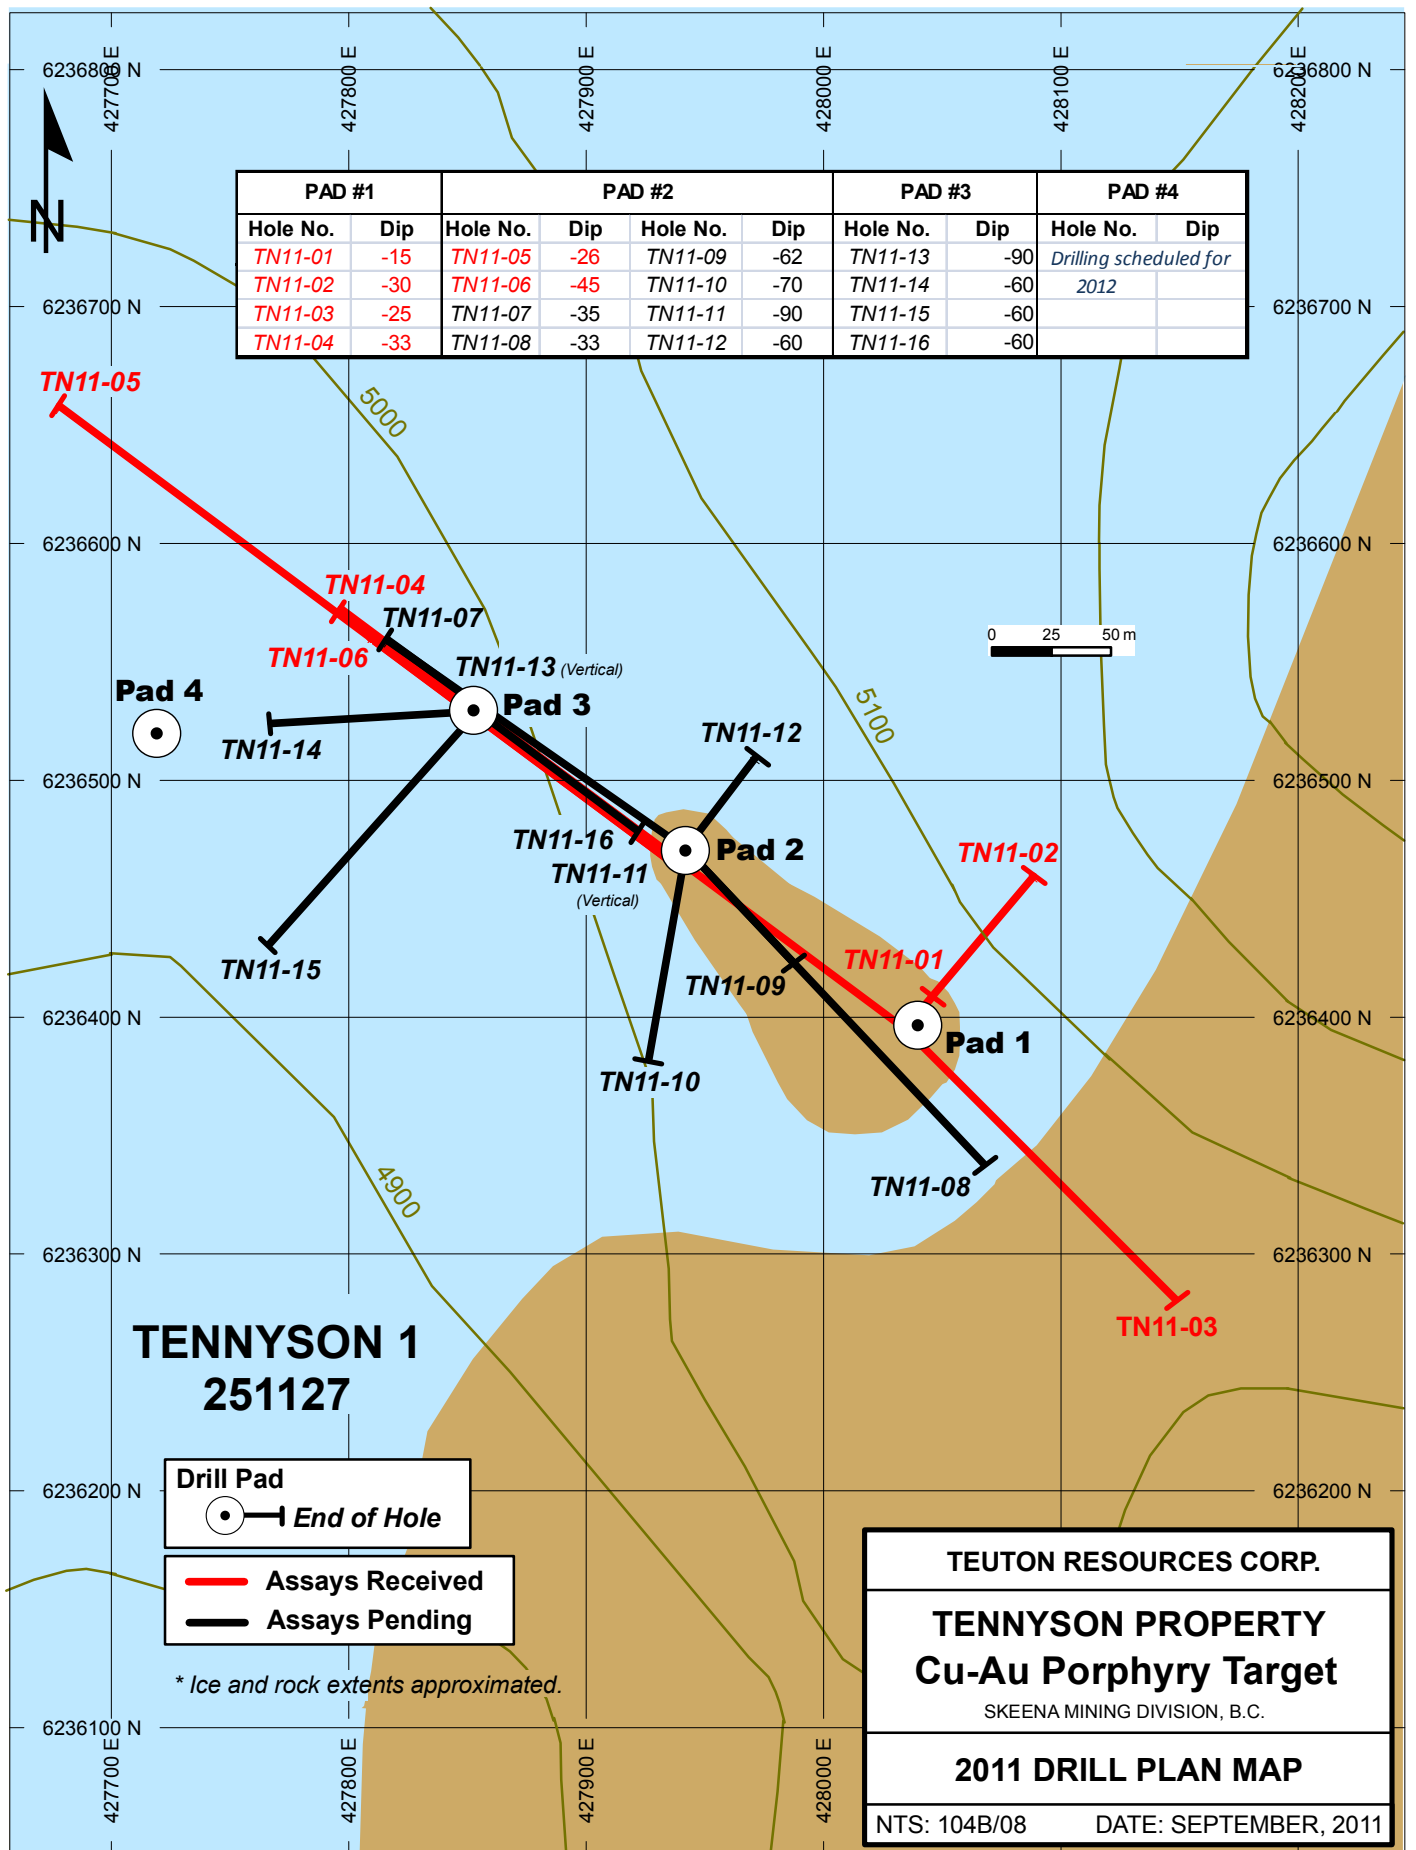 427700 E
427800 E
427900 E
428000 E
428100 E
428200 E
6236800 N
6236800 N
N
PAD #1 PAD #2 PAD #3 PAD #4
Hole No. Dip Hole No. Dip Hole No. Dip Hole No. Dip Hole No. Dip
TN11-01 -15 TN11-05 -26 TN11-09 -62 TN11-13 -90 Drilling scheduled for
TN11-02 -30 TN11-06 -45 TN11-10 -70 TN11-14 -60 2012
TN11-03 -25 TN11-07 -35 TN11-11 -90 TN11-15 -60
TN11-04 -33 TN11-08 -33 TN11-12 -60 TN11-16 -60
6236700 N
6236700 N
TN11-05
5000
6236600 N
6236600 N
TN11-04
TN11-07
TN11-06
TN11-13 (Vertical)
0 25 50 m
Pad 4
Pad 3
5100
TN11-14
TN11-12
6236500 N
6236500 N
TN11-16
Pad 2
TN11-02
TN11-11
(Vertical)
TN11-15
TN11-01
TN11-09
6236400 N
6236400 N
Pad 1
TN11-10
4900
TN11-08
6236300 N
6236300 N
TN11-03
TENNYSON 1
251127
Drill Pad
End of Hole
6236200 N
6236200 N
Assays Received
Assays Pending
* Ice and rock extents approximated.
6236100 N
427700 E
427800 E
427900 E
428000 E
TEUTON RESOURCES CORP.
TENNYSON PROPERTY
Cu-Au Porphyry Target
SKEENA MINING DIVISION, B.C.
2011 DRILL PLAN MAP
NTS: 104B/08 DATE: SEPTEMBER, 2011